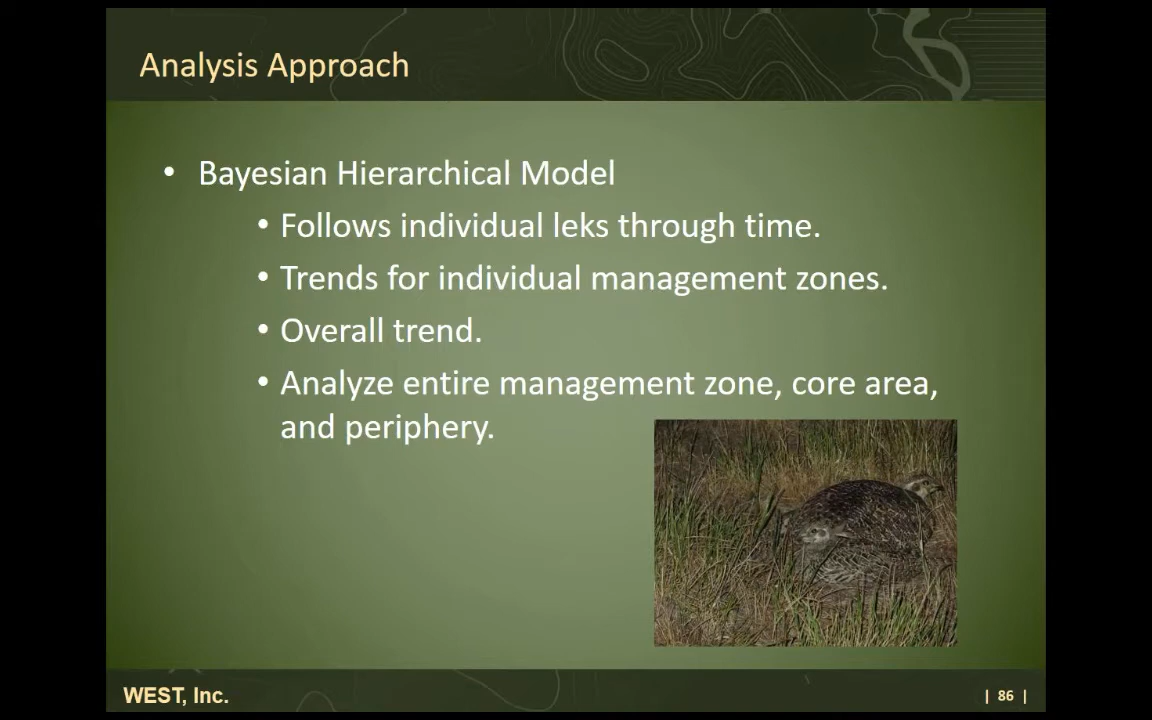 Analysis Approach
• Bayesian Hierarchical Model
• Follows individual leks through time.
• Trends for individual management zones.
• Overall trend.
• Analyze entire management zone, core area,
and periphery.
WEST, Inc.
| 86 |